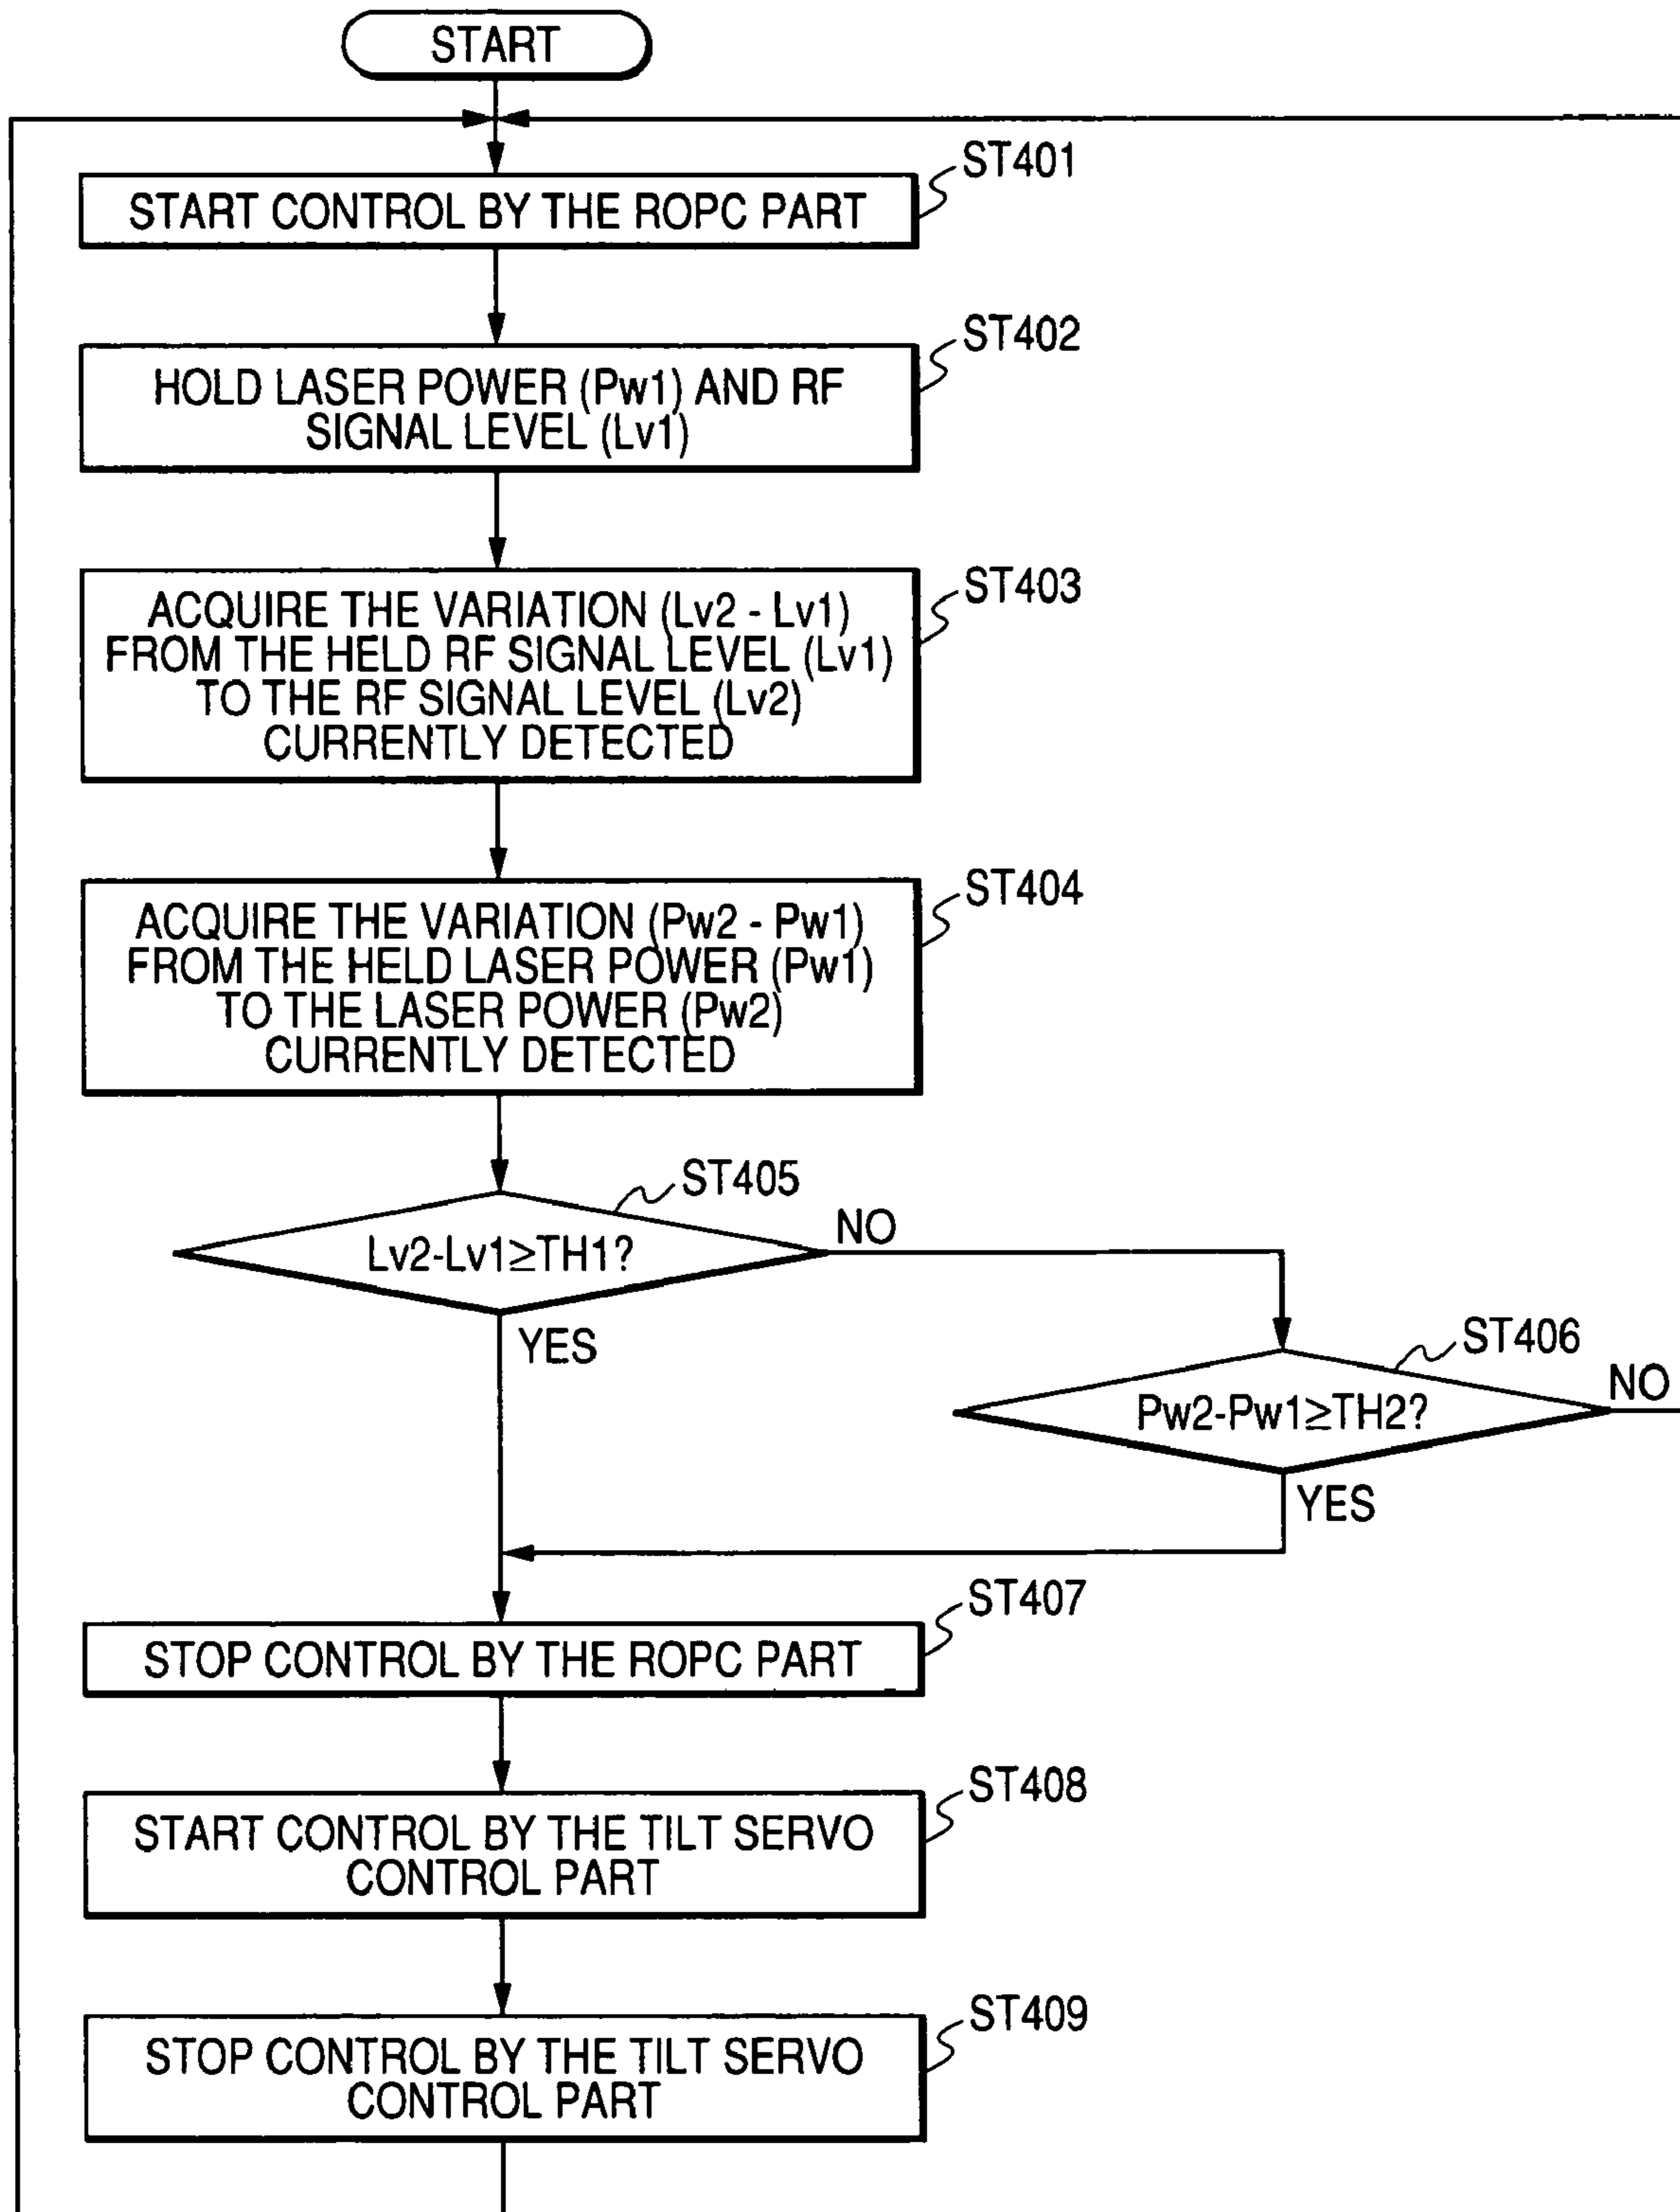 START
ST401
START CONTROL BY THE ROPC PART
ST402
HOLD LASER POWER (Pw1) AND RF
SIGNAL LEVEL (Lv1)
ST403
ACQUIRE THE VARIATION (Lv2 - Lv1)
FROM THE HELD RF SIGNAL LEVEL (Lv1)
TO THE RF SIGNAL LEVEL (Lv2)
CURRENTLY DETECTED
ST404
ACQUIRE THE VARIATION (Pw2 - Pw1)
FROM THE HELD LASER POWER (Pw1)
TO THE LASER POWER (Pw2)
CURRENTLY DETECTED
ST405
Lv2-Lv1≥TH1?
NO
YES
ST406
Pw2-Pw1≥TH2?
NO
YES
ST407
STOP CONTROL BY THE ROPC PART
ST408
START CONTROL BY THE TILT SERVO
CONTROL PART
ST409
STOP CONTROL BY THE TILT SERVO
CONTROL PART